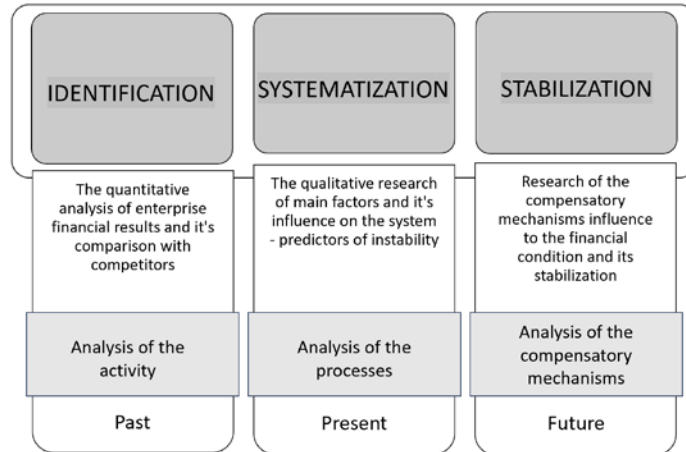 IDENTIFICATION
The quantitative
analysis of enterprise
financial results and it's
comparison with
competitors
Analysis of the
activity
Past
SYSTEMATIZATION
The qualitative research
of main factors and it's
influence on the system
- predictors of instability
Analysis of the
processes
Present
STABILIZATION
Research of the
compensatory
mechanisms influence
to the financial
condition and its
stabilization
Analysis of the
compensatory
mechanisms
Future